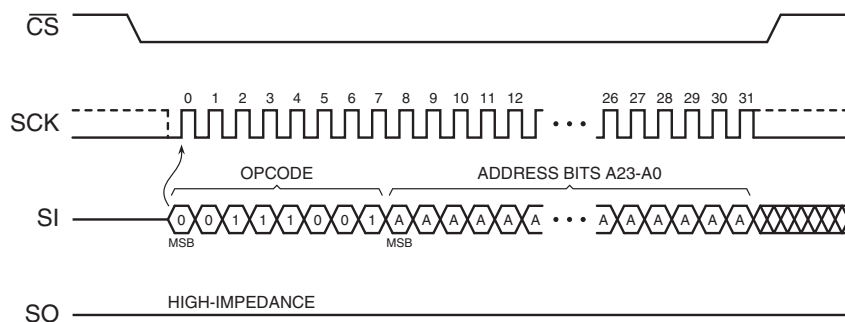 C̅S̅
0 1 2 3 4 5 6 7 8 9 10 11 12 26 27 28 29 30 31
SCK
OPCODE ADDRESS BITS A23-A0
SI 0 0 1 1 1 0 0 1 A A A A A A A A A A A A
MSB MSB
HIGH-IMPEDANCE
SO